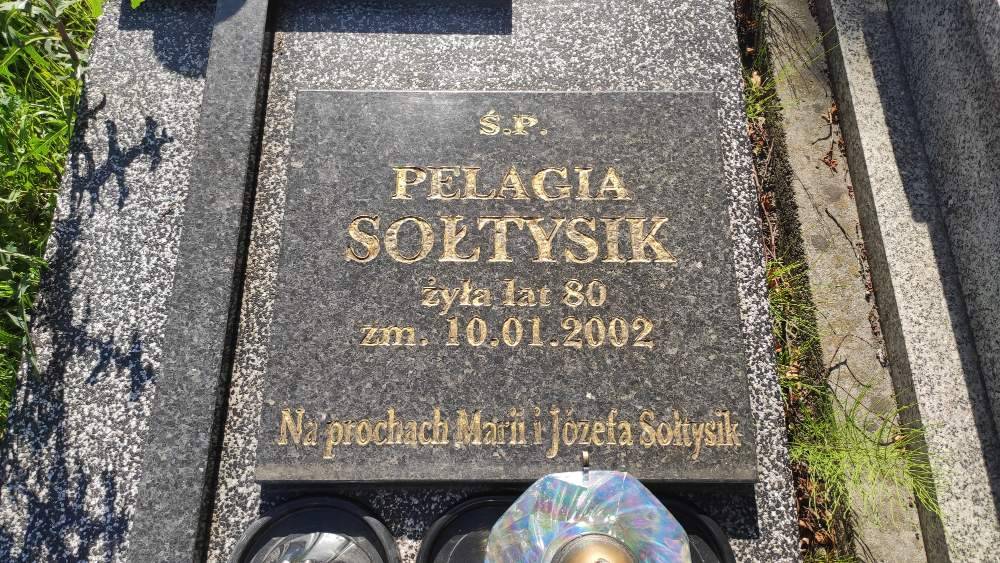 Ś.P.
PELAGIA
SOŁTYSIK
żyła lat 80
zm. 10.01.2002
Na prochach Marii i Józefa Sołtysik